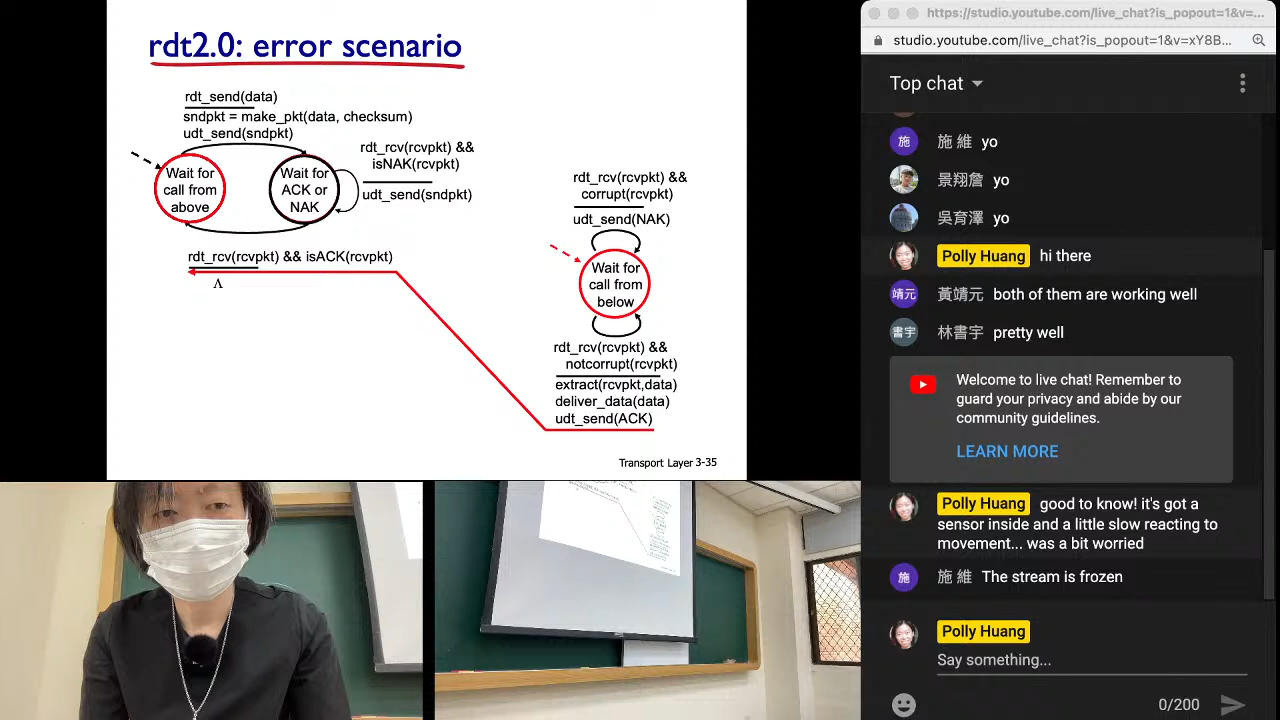 rdt2.0: error scenario
rdt_send(data)
sndpkt = make_pkt(data, checksum)
udt_send(sndpkt)
Wait for
call from
above
Wait for
ACK or
NAK
rdt_rcv(rcvpkt) &&
isNAK(rcvpkt)
udt_send(sndpkt)
rdt_rcv(rcvpkt) && isACK(rcvpkt)
Λ
rdt_rcv(rcvpkt) &&
corrupt(rcvpkt)
udt_send(NAK)
Wait for
call from
below
rdt_rcv(rcvpkt) &&
notcorrupt(rcvpkt)
extract(rcvpkt,data)
deliver_data(data)
udt_send(ACK)
Transport Layer 3-35
https://studio.youtube.com/live_chat?is_popout=1&v=
studio.youtube.com/live_chat?is_popout=1&v=xY8B...
Top chat
施 施 維 yo
景翔詹 yo
吳育澤 yo
Polly Huang hi there
靖元 黃靖元 both of them are working well
書宇 林書宇 pretty well
Welcome to live chat! Remember to
guard your privacy and abide by our
community guidelines.
LEARN MORE
Polly Huang good to know! it's got a
sensor inside and a little slow reacting to
movement... was a bit worried
施 施 維 The stream is frozen
Polly Huang
Say something...
0/200